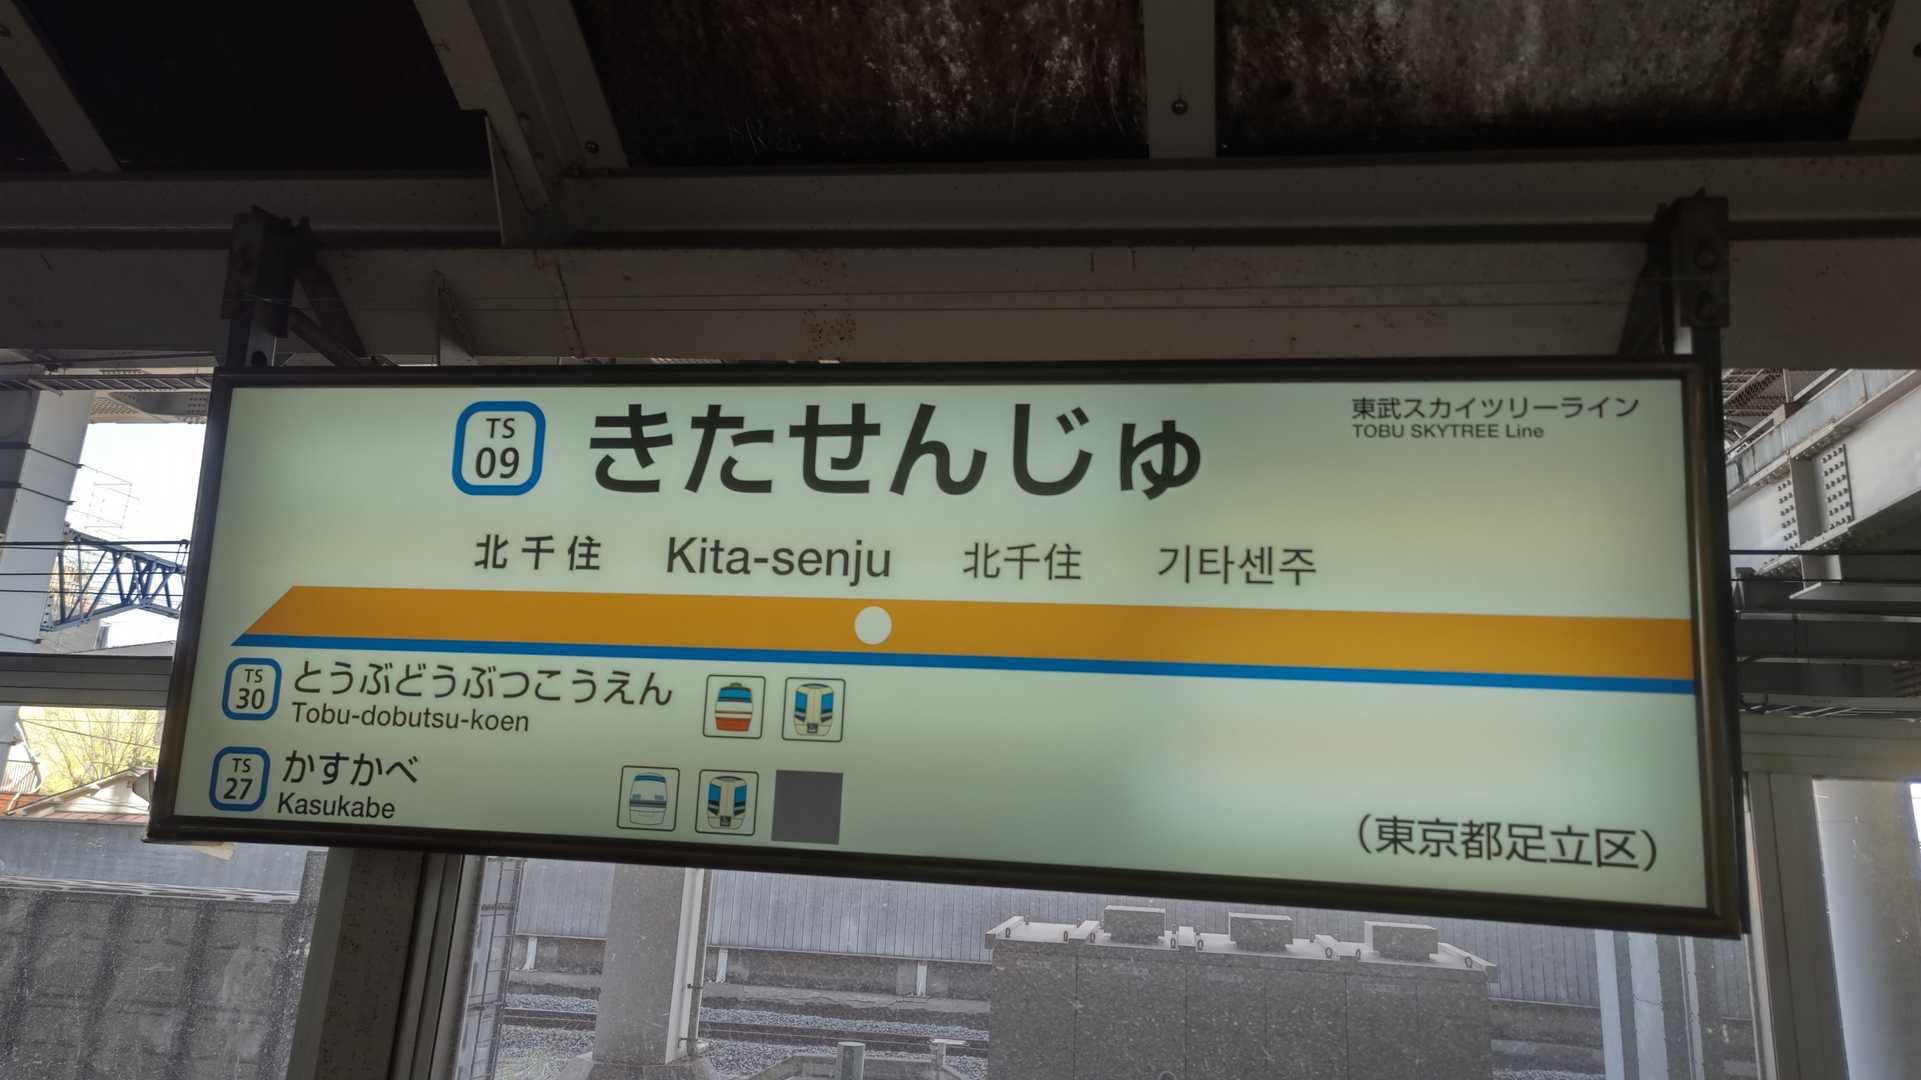 TS
09
きたせんじゅ
東武スカイツリーライン
TOBU SKYTREE Line
北千住 Kita-senju 北千住 기타센주
TS
30
とうぶどうぶつこうえん
Tobu-dobutsu-koen
TS
27
かすかべ
Kasukabe
(東京都足立区)